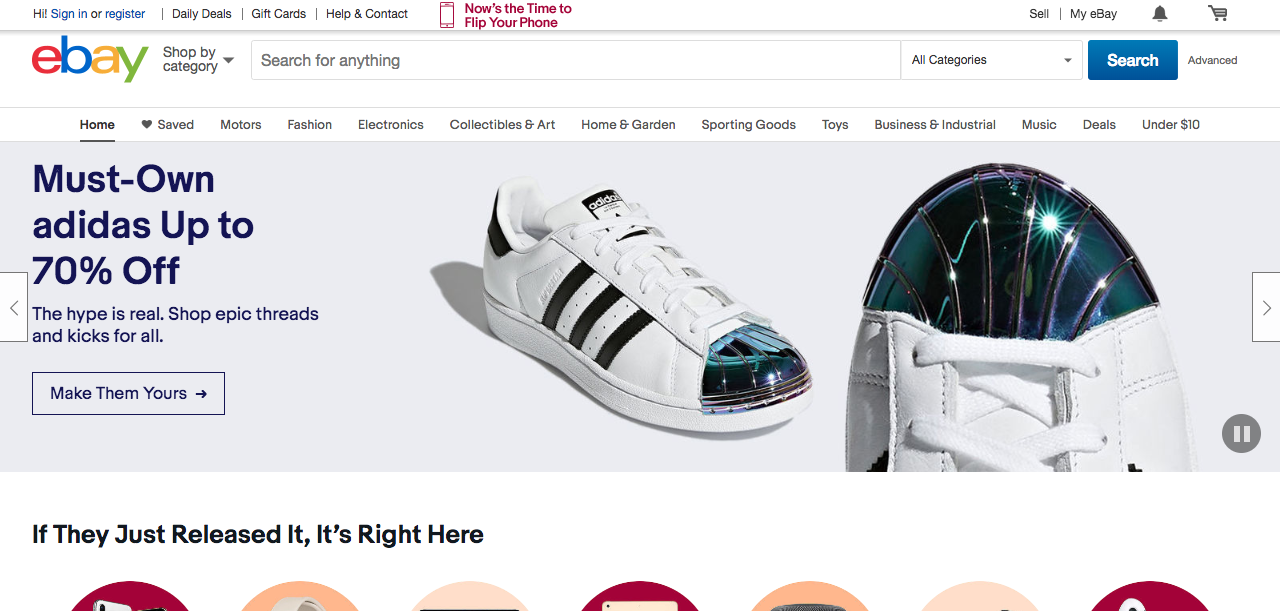 Hi! Sign in or register
Daily Deals
Gift Cards
Help & Contact
Now's the Time to
Flip Your Phone
Sell
My eBay
ebay
Shop by
category
Search for anything
All Categories
Search
Advanced
Home
Saved
Motors
Fashion
Electronics
Collectibles & Art
Home & Garden
Sporting Goods
Toys
Business & Industrial
Music
Deals
Under $10
Must-Own
adidas Up to
70% Off
The hype is real. Shop epic threads
and kicks for all.
Make Them Yours →
adidas
If They Just Released It, It's Right Here